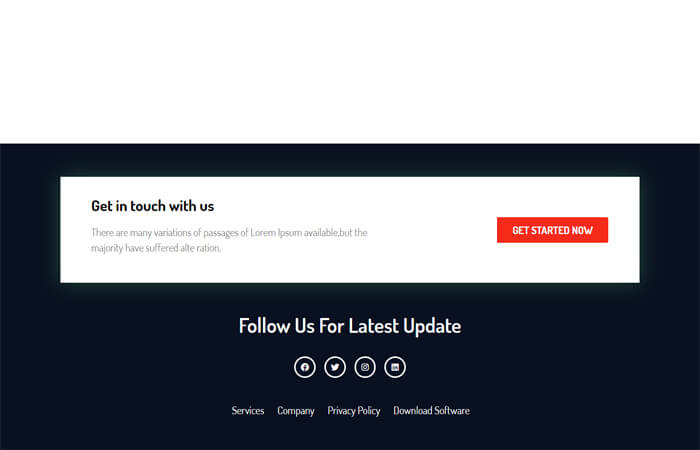 Get in touch with us
There are many variations of passages of Lorem Ipsum available,but the
majority have suffered alte ration.
GET STARTED NOW
Follow Us For Latest Update
Services Company Privacy Policy Download Software